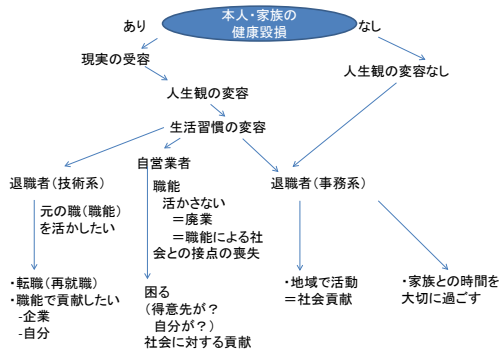 本人・家族の
健康毀損
あり
なし
現実の受容
人生観の変容なし
人生観の変容
生活習慣の変容
退職者(技術系)
自営業者
退職者(事務系)
元の職(職能)
を活かしたい
職能
活かさない
=廃業
=職能による社
会との接点の喪失
・転職(再就職)
・職能で貢献したい
-企業
-自分
困る
(得意先が?
自分が?)
社会に対する貢献
・地域で活動
=社会貢献
・家族との時間を
大切に過ごす